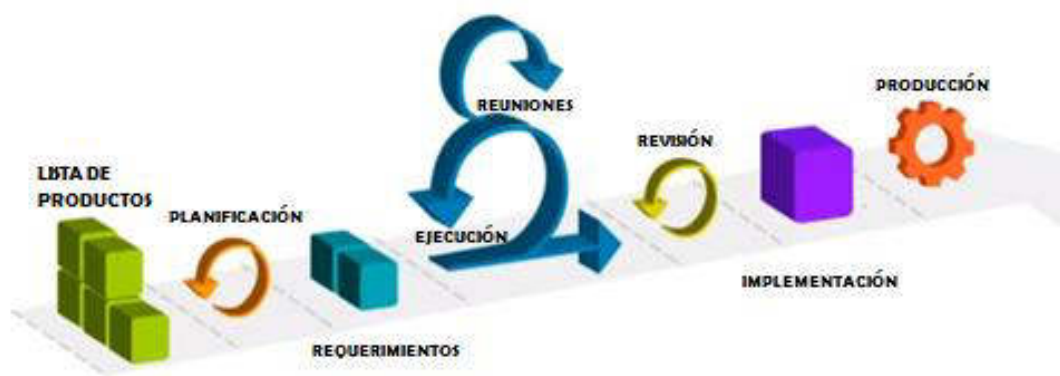 LISTA DE
PRODUCTOS
PLANIFICACIÓN
REQUERIMIENTOS
REUNIONES
EJECUCIÓN
REVISIÓN
IMPLEMENTACIÓN
PRODUCCIÓN